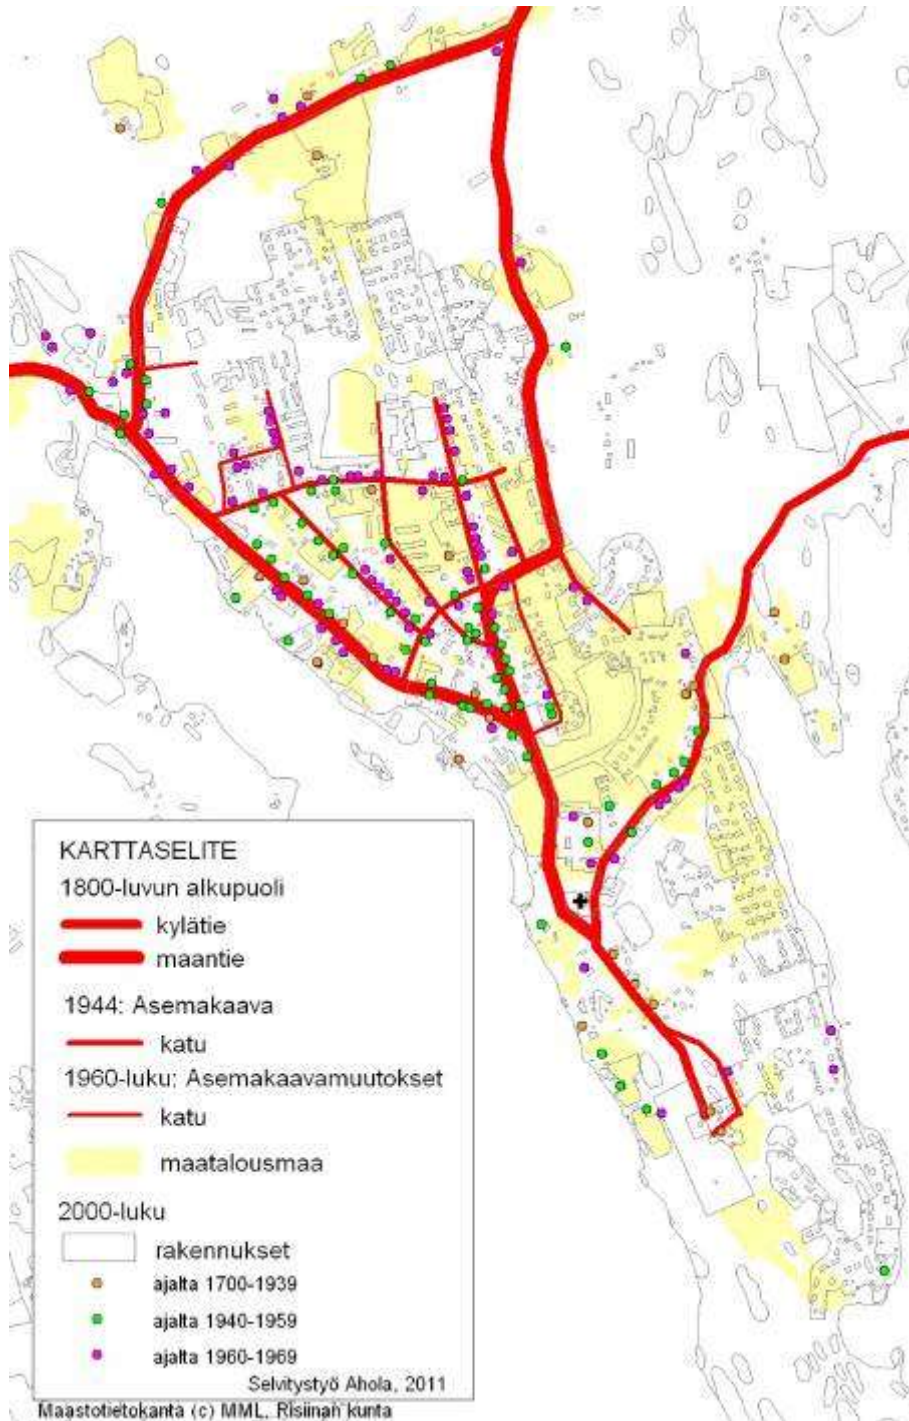 KARTTASELITE
1800-luvun alkupuoli
kylätie
maantie
1944: Asemakaava
katu
1960-luku: Asemakaavamuutokset
katu
maatalousmaa
2000-luku
rakennukset
ajalta 1700-1939
ajalta 1940-1959
ajalta 1960-1969
Selvitystyö Ahola, 2011
Maastotietokanta (c) MML, Risiinan kunta